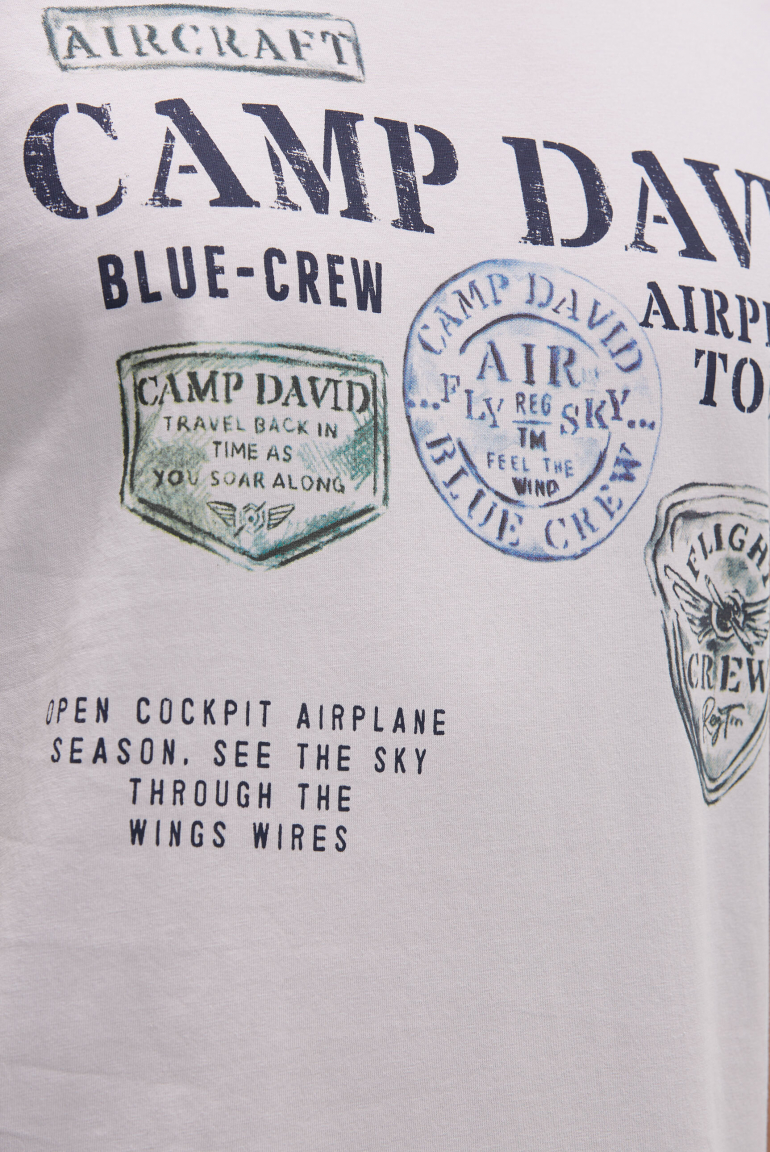 AIRCRAFT
CAMP DAV
BLUE-CREW
AIRP
TO
CAMP DAVID
TRAVEL BACK IN
TIME AS
YOU SOAR ALONG
CAMP DAVID
AIR
...FLY REG SKY...
TM
FEEL THE
WIND
BLUE CREW
FLIGH
CREW
OPEN COCKPIT AIRPLANE
SEASON. SEE THE SKY
THROUGH THE
WINGS WIRES